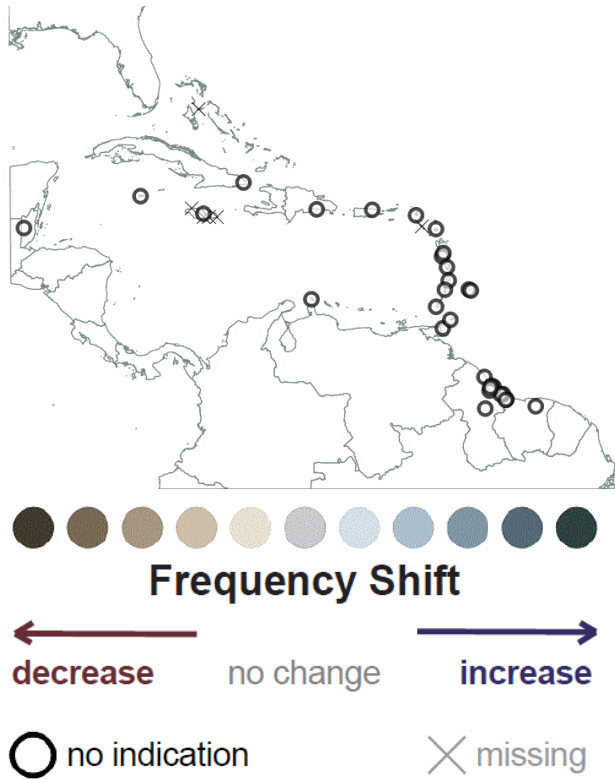 Frequency Shift
decrease no change increase
no indication missing